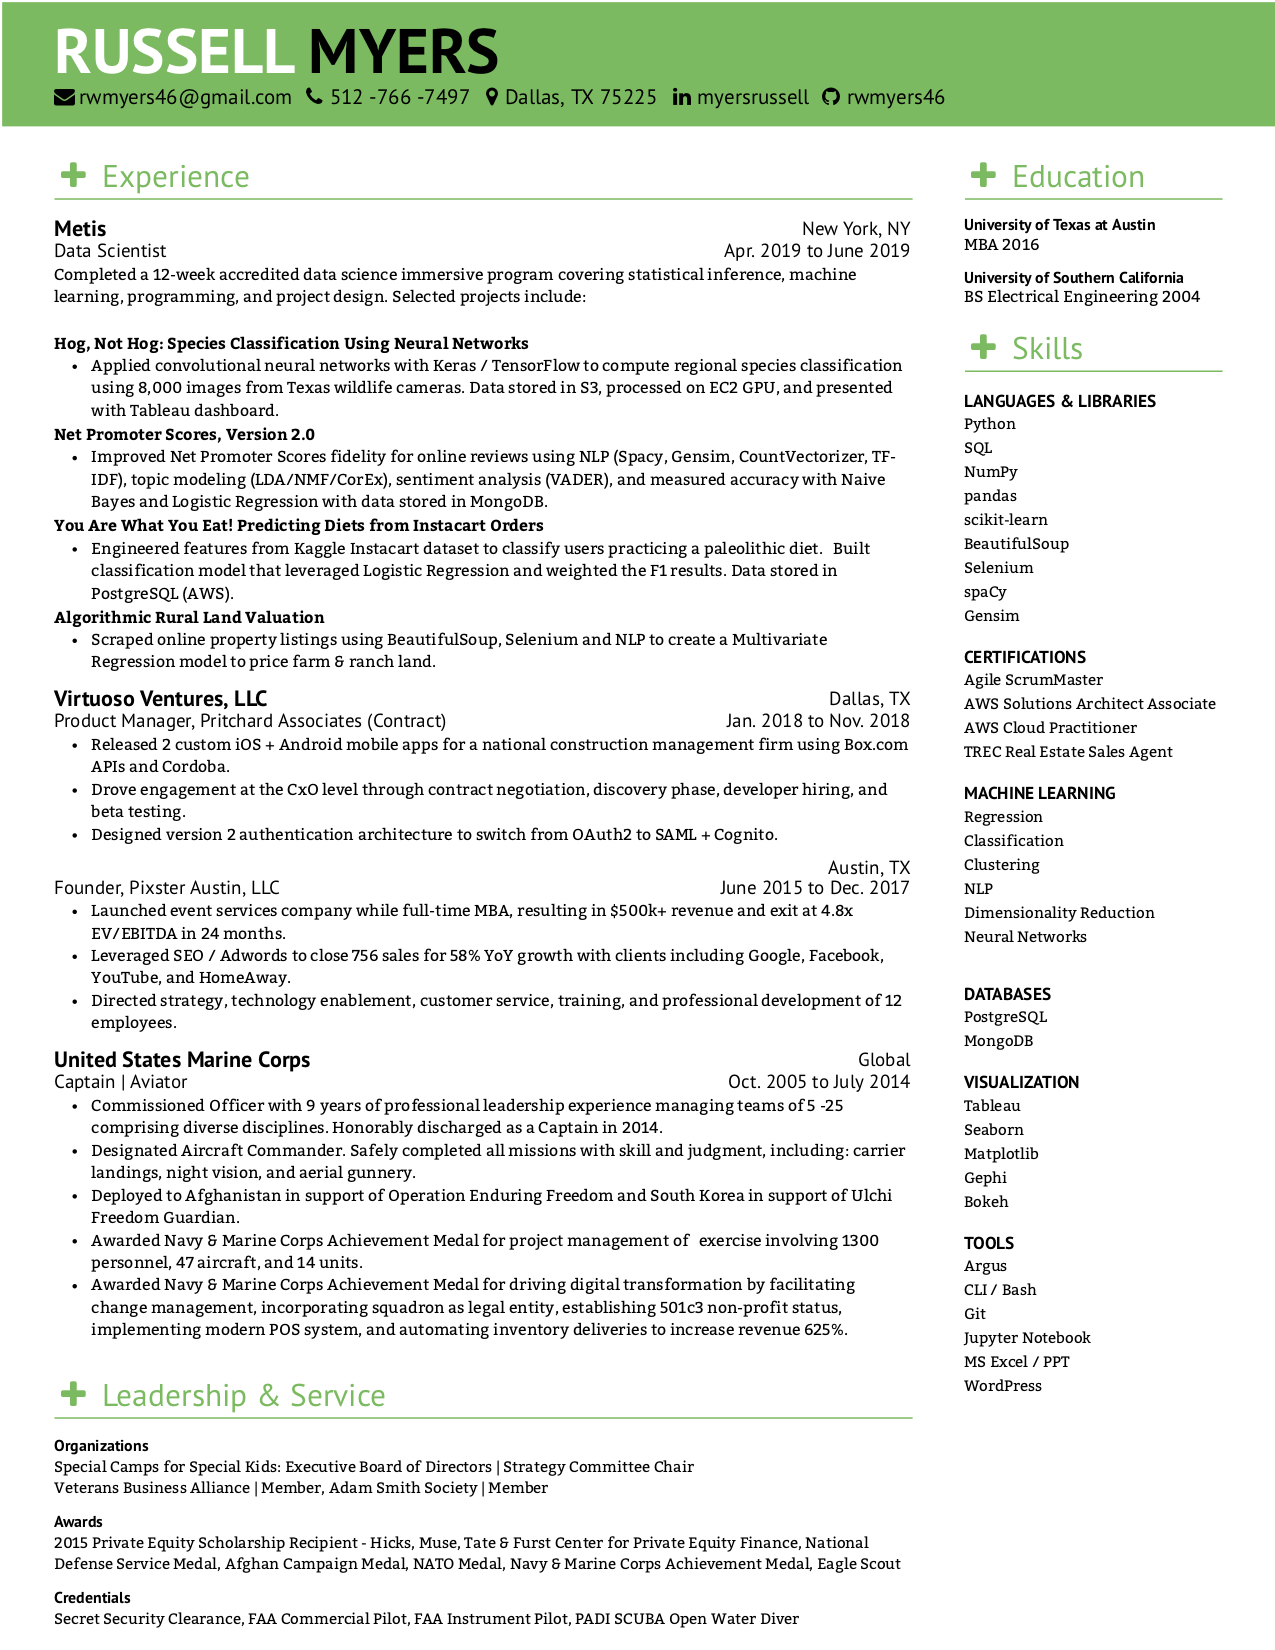 RUSSELL MYERS
rwmyers46@gmail.com 512 -766 -7497 Dallas, TX 75225 myersrussell rwmyers46
Experience
Metis New York, NY
Data Scientist Apr. 2019 to June 2019
Completed a 12-week accredited data science immersive program covering statistical inference, machine
learning, programming, and project design. Selected projects include:
Hog, Not Hog: Species Classification Using Neural Networks
• Applied convolutional neural networks with Keras / TensorFlow to compute regional species classification
using 8,000 images from Texas wildlife cameras. Data stored in S3, processed on EC2 GPU, and presented
with Tableau dashboard.
Net Promoter Scores, Version 2.0
• Improved Net Promoter Scores fidelity for online reviews using NLP (Spacy, Gensim, CountVectorizer, TF-
IDF), topic modeling (LDA/NMF/CorEx), sentiment analysis (VADER), and measured accuracy with Naive
Bayes and Logistic Regression with data stored in MongoDB.
You Are What You Eat! Predicting Diets from Instacart Orders
• Engineered features from Kaggle Instacart dataset to classify users practicing a paleolithic diet. Built
classification model that leveraged Logistic Regression and weighted the F1 results. Data stored in
PostgreSQL (AWS).
Algorithmic Rural Land Valuation
• Scraped online property listings using BeautifulSoup, Selenium and NLP to create a Multivariate
Regression model to price farm & ranch land.
Virtuoso Ventures, LLC Dallas, TX
Product Manager, Pritchard Associates (Contract) Jan. 2018 to Nov. 2018
• Released 2 custom iOS + Android mobile apps for a national construction management firm using Box.com
APIs and Cordoba.
• Drove engagement at the CxO level through contract negotiation, discovery phase, developer hiring, and
beta testing.
• Designed version 2 authentication architecture to switch from OAuth2 to SAML + Cognito.
Austin, TX
Founder, Pixster Austin, LLC June 2015 to Dec. 2017
• Launched event services company while full-time MBA, resulting in $500k+ revenue and exit at 4.8x
EV/EBITDA in 24 months.
• Leveraged SEO / Adwords to close 756 sales for 58% YoY growth with clients including Google, Facebook,
YouTube, and HomeAway.
• Directed strategy, technology enablement, customer service, training, and professional development of 12
employees.
United States Marine Corps Global
Captain | Aviator Oct. 2005 to July 2014
• Commissioned Officer with 9 years of professional leadership experience managing teams of 5 -25
comprising diverse disciplines. Honorably discharged as a Captain in 2014.
• Designated Aircraft Commander. Safely completed all missions with skill and judgment, including: carrier
landings, night vision, and aerial gunnery.
• Deployed to Afghanistan in support of Operation Enduring Freedom and South Korea in support of Ulchi
Freedom Guardian.
• Awarded Navy & Marine Corps Achievement Medal for project management of exercise involving 1300
personnel, 47 aircraft, and 14 units.
• Awarded Navy & Marine Corps Achievement Medal for driving digital transformation by facilitating
change management, incorporating squadron as legal entity, establishing 501c3 non-profit status,
implementing modern POS system, and automating inventory deliveries to increase revenue 625%.
Leadership & Service
Organizations
Special Camps for Special Kids: Executive Board of Directors | Strategy Committee Chair
Veterans Business Alliance | Member, Adam Smith Society | Member
Awards
2015 Private Equity Scholarship Recipient - Hicks, Muse, Tate & Furst Center for Private Equity Finance, National
Defense Service Medal, Afghan Campaign Medal, NATO Medal, Navy & Marine Corps Achievement Medal, Eagle Scout
Credentials
Secret Security Clearance, FAA Commercial Pilot, FAA Instrument Pilot, PADI SCUBA Open Water Diver
Education
University of Texas at Austin
MBA 2016
University of Southern California
BS Electrical Engineering 2004
Skills
LANGUAGES & LIBRARIES
Python
SQL
NumPy
pandas
scikit-learn
BeautifulSoup
Selenium
spaCy
Gensim
CERTIFICATIONS
Agile ScrumMaster
AWS Solutions Architect Associate
AWS Cloud Practitioner
TREC Real Estate Sales Agent
MACHINE LEARNING
Regression
Classification
Clustering
NLP
Dimensionality Reduction
Neural Networks
DATABASES
PostgreSQL
MongoDB
VISUALIZATION
Tableau
Seaborn
Matplotlib
Gephi
Bokeh
TOOLS
Argus
CLI / Bash
Git
Jupyter Notebook
MS Excel / PPT
WordPress